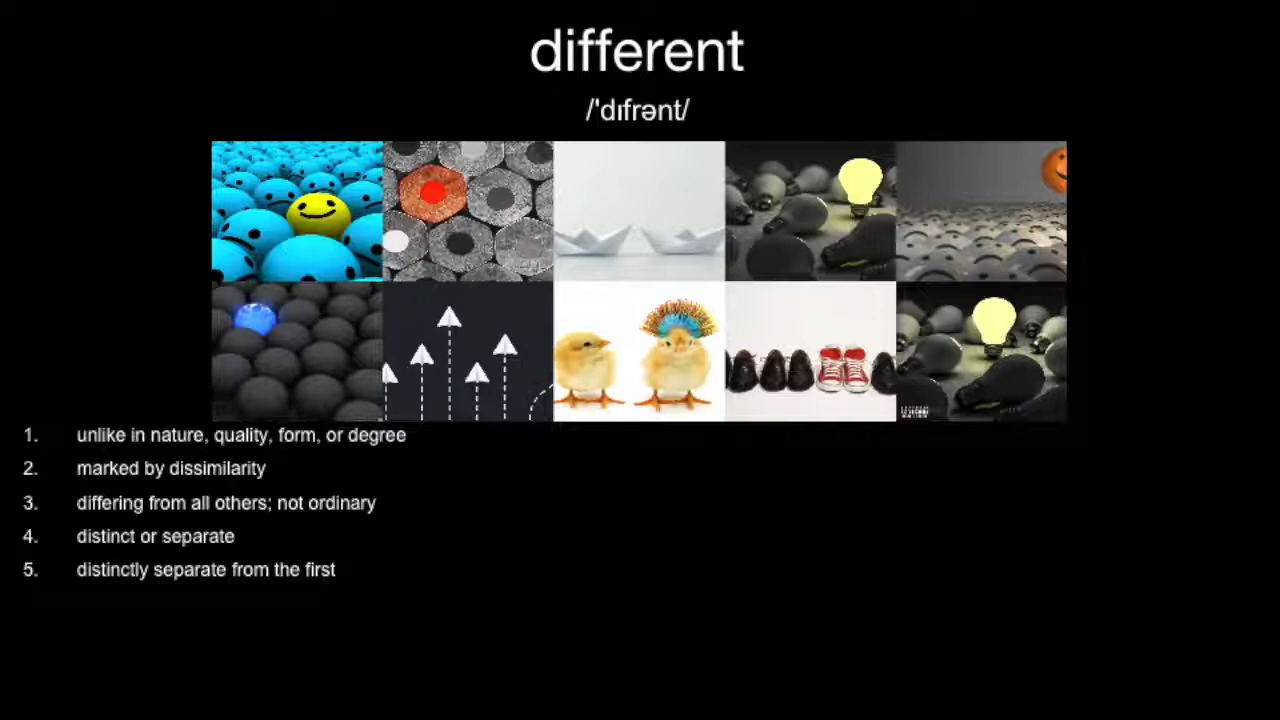 different
/'dɪfrənt/
1. unlike in nature, quality, form, or degree
2. marked by dissimilarity
3. differing from all others; not ordinary
4. distinct or separate
5. distinctly separate from the first